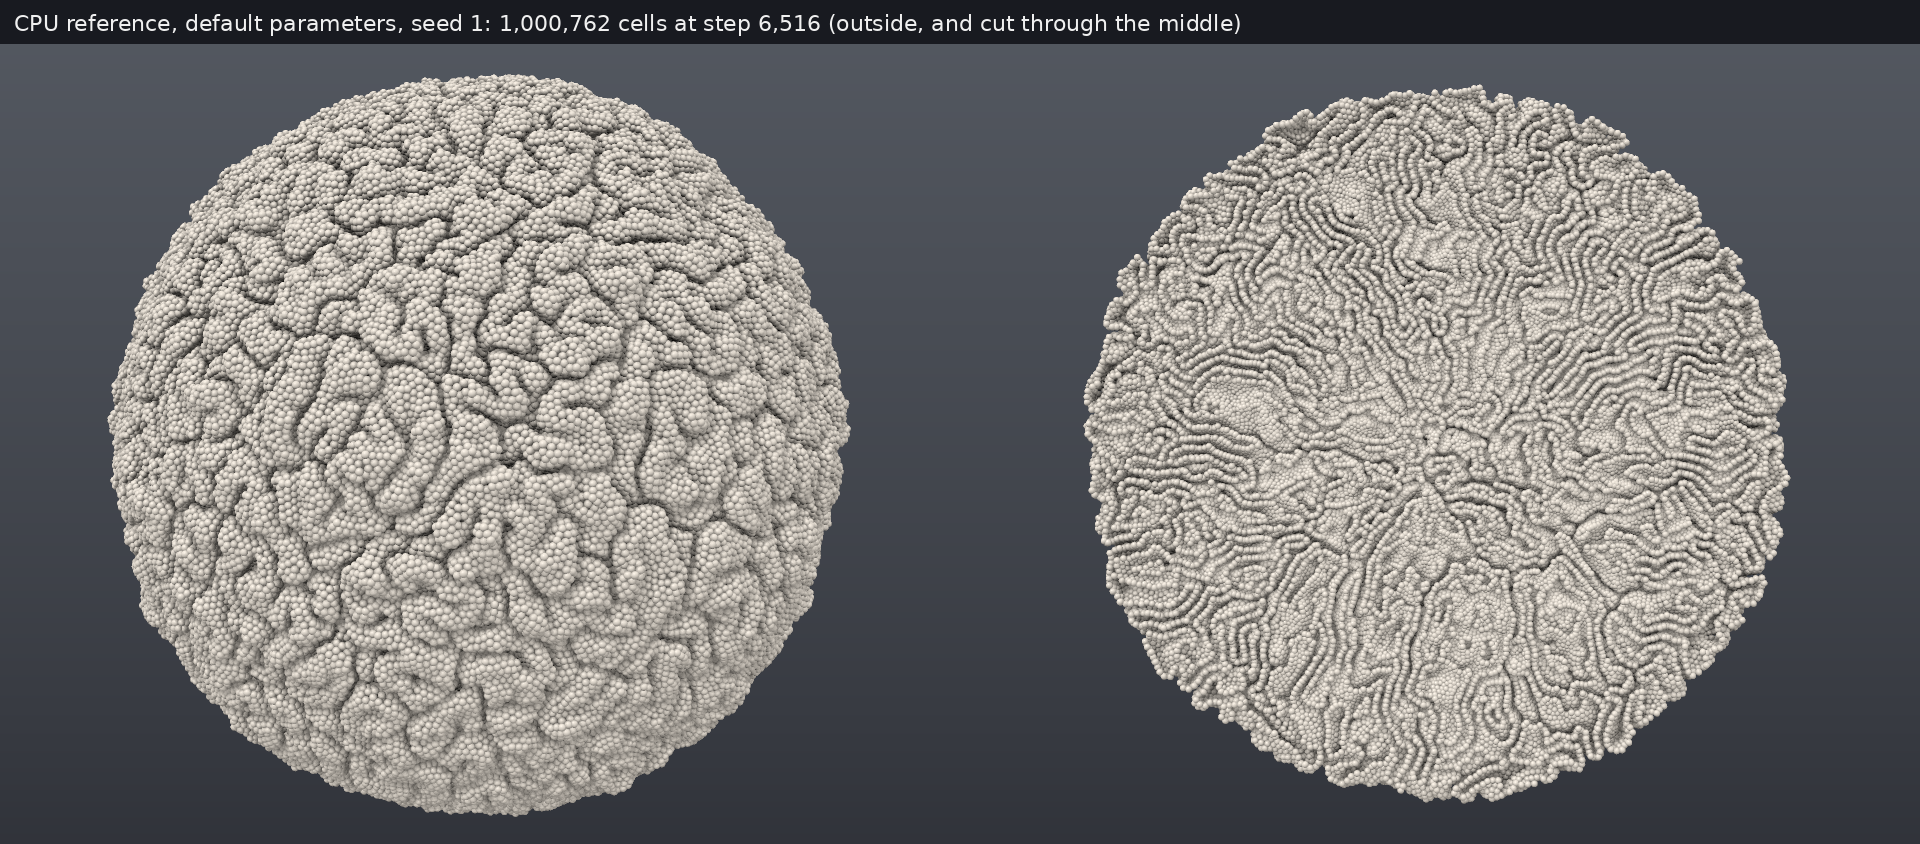 CPU reference, default parameters, seed 1: 1,000,762 cells at step 6,516 (outside, and cut through the middle)